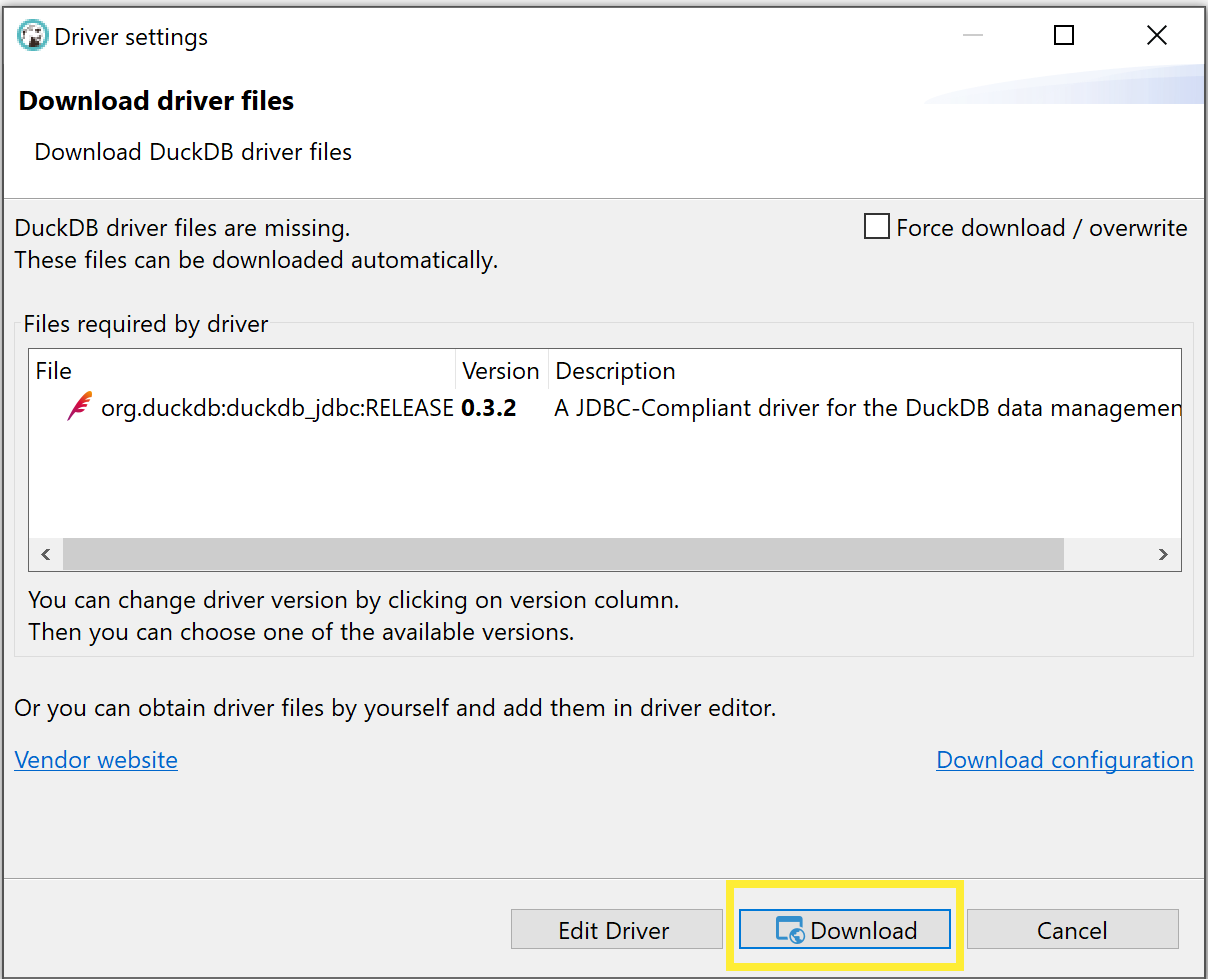 Driver settings
Download driver files
Download DuckDB driver files
DuckDB driver files are missing.
Force download / overwrite
These files can be downloaded automatically.
Files required by driver
File Version Description
org.duckdb:duckdb_jdbc:RELEASE 0.3.2 A JDBC-Compliant driver for the DuckDB data managemen
You can change driver version by clicking on version column.
Then you can choose one of the available versions.
Or you can obtain driver files by yourself and add them in driver editor.
Vendor website
Download configuration
Edit Driver
Download
Cancel